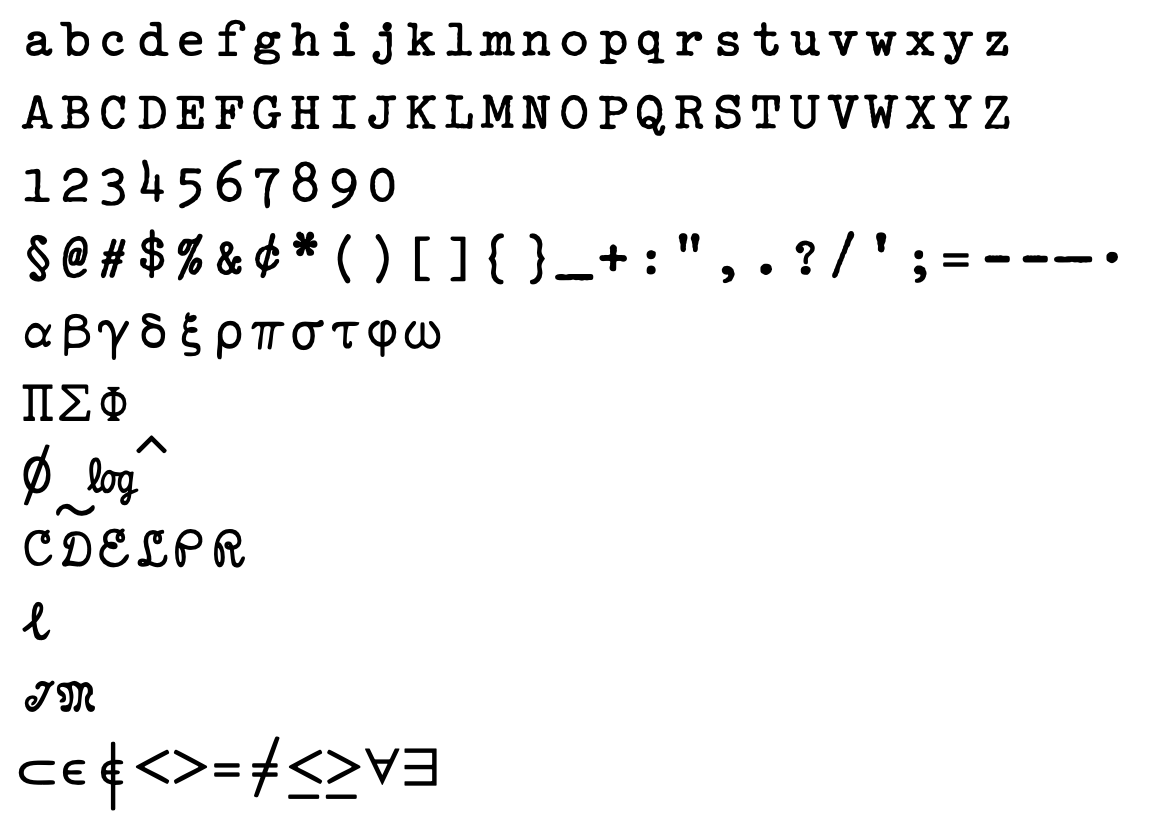 a b c d e f g h i j k l m n o p q r s t u v w x y z
A B C D E F G H I J K L M N O P Q R S T U V W X Y Z
1 2 3 4 5 6 7 8 9 0
§ @ # $ % & ¢ * ( ) [ ] { } _ + : " , . ? / ' ; = - – — ·
α β γ δ ξ ρ π σ τ φ ω
Π Σ Φ
∅ ~ log ^
C D ℰ ℒ P R
ℓ
ℐ 𝔐
⊂ ϵ ∉ < > = ≠ ≤ ≥ ∀ ∃